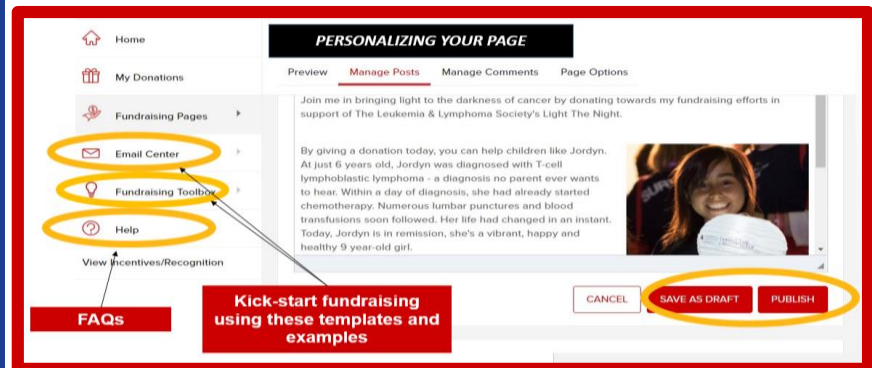 Home
My Donations
Fundraising Pages
Email Center
Fundraising Toolbox
Help
View Incentives/Recognition
FAQs
Kick-start fundraising
using these templates and
examples
PERSONALIZING YOUR PAGE
Preview Manage Posts Manage Comments Page Options
Join me in bringing light to the darkness of cancer by donating towards my fundraising efforts in
support of The Leukemia & Lymphoma Society's Light The Night.
By giving a donation today, you can help children like Jordyn.
At just 6 years old, Jordyn was diagnosed with T-cell
lymphoblastic lymphoma - a diagnosis no parent ever wants
to hear. Within a day of diagnosis, she had already started
chemotherapy. Numerous lumbar punctures and blood
transfusions soon followed. Her life had changed in an instant.
Today, Jordyn is in remission, she's a vibrant, happy and
healthy 9 year-old girl.
CANCEL SAVE AS DRAFT PUBLISH